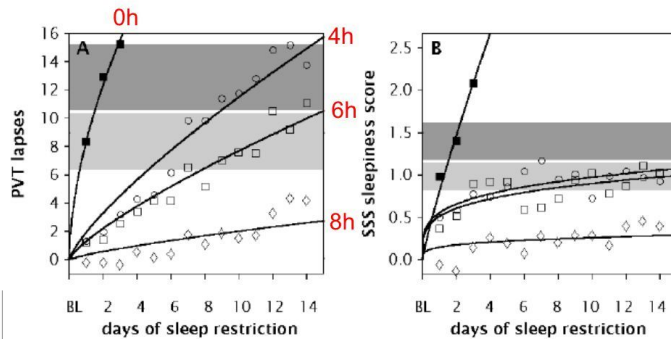 0h
4h
6h
8h
A
PVT lapses
16
14
12
10
8
6
4
2
0
BL 2 4 6 8 10 12 14
days of sleep restriction
B
SSS sleepiness score
2.5
2.0
1.5
1.0
0.5
0.0
BL 2 4 6 8 10 12 14
days of sleep restriction